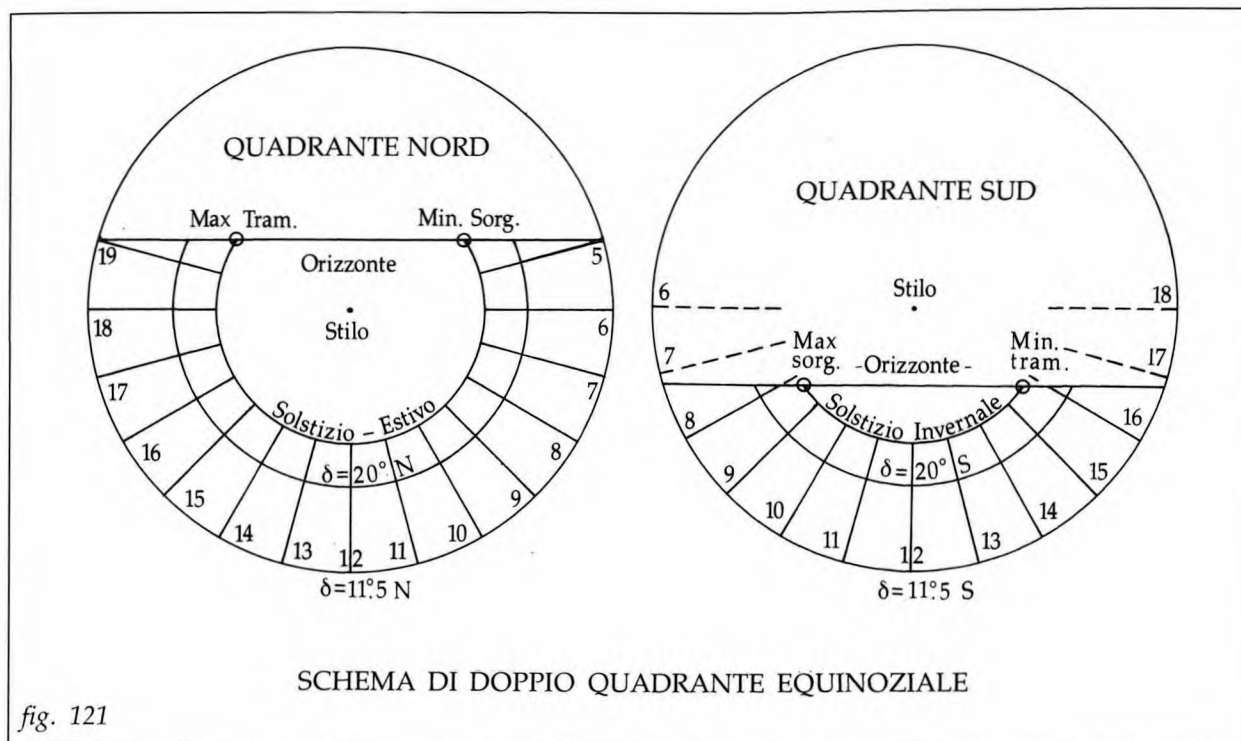 QUADRANTE NORD
Max Tram.
Min. Sorg.
Orizzonte
Stilo
19
18
17
16
15
14
13
12
11
10
9
8
7
6
5
Solstizio - Estivo
δ=20° N
δ=11°.5 N
QUADRANTE SUD
Stilo
6
7
8
9
10
11
12
13
14
15
16
17
18
Max
sorg.
-Orizzonte-
Min.
tram.
Solstizio Invernale
δ=20° S
δ=11°.5 S
SCHEMA DI DOPPIO QUADRANTE EQUINOZIALE
fig. 121